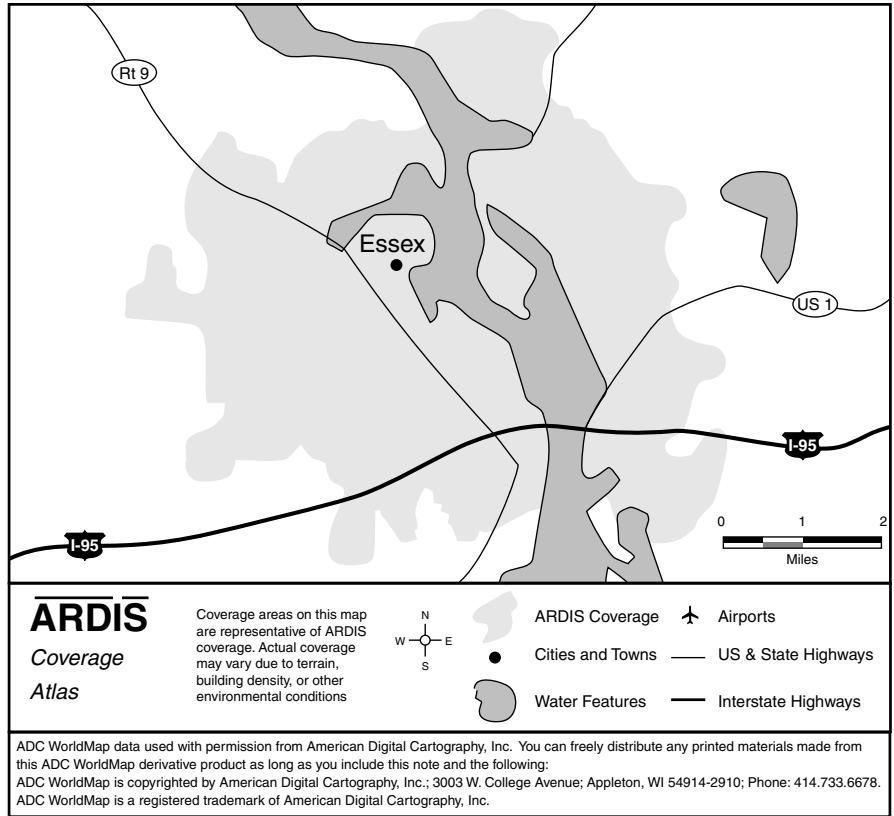 Rt 9
Essex
US 1
I-95
I-95
0 1 2
Miles
ARDIS
Coverage
Atlas
Coverage areas on this map
are representative of ARDIS
coverage. Actual coverage
may vary due to terrain,
building density, or other
environmental conditions
N
W E
S
ARDIS Coverage
Airports
Cities and Towns
US & State Highways
Water Features
Interstate Highways
ADC WorldMap data used with permission from American Digital Cartography, Inc. You can freely distribute any printed materials made from
this ADC WorldMap derivative product as long as you include this note and the following:
ADC WorldMap is copyrighted by American Digital Cartography, Inc.; 3003 W. College Avenue; Appleton, WI 54914-2910; Phone: 414.733.6678.
ADC WorldMap is a registered trademark of American Digital Cartography, Inc.